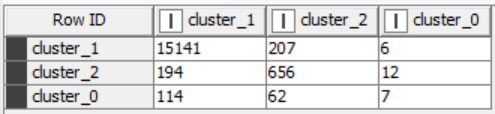 Row ID cluster_1 cluster_2 cluster_0
cluster_1 15141 207 6
cluster_2 194 656 12
cluster_0 114 62 7